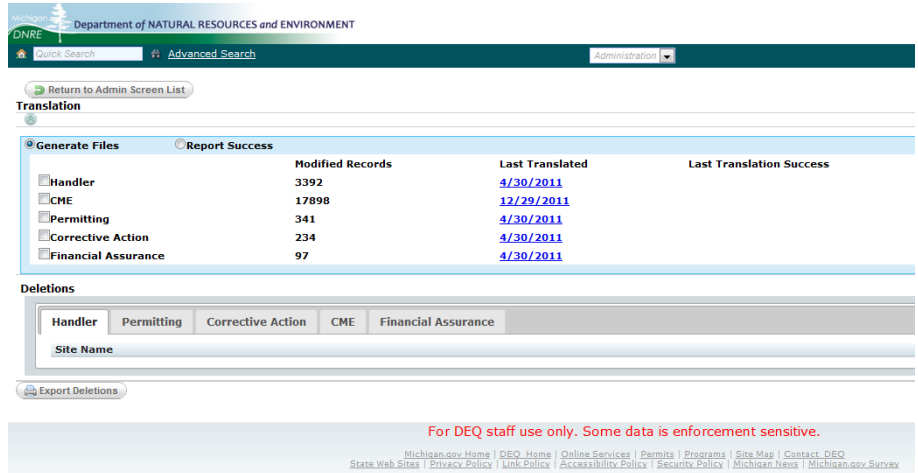 Michigan
DNRE
Department of NATURAL RESOURCES and ENVIRONMENT
Quick Search Advanced Search Administration
Return to Admin Screen List
Translation
Generate Files Report Success
Modified Records Last Translated Last Translation Success
Handler 3392 4/30/2011
CME 17898 12/29/2011
Permitting 341 4/30/2011
Corrective Action 234 4/30/2011
Financial Assurance 97 4/30/2011
Deletions
Handler Permitting Corrective Action CME Financial Assurance
Site Name
Export Deletions
For DEQ staff use only. Some data is enforcement sensitive.
Michigan.gov Home | DEQ Home | Online Services | Permits | Programs | Site Map | Contact DEQ
State Web Sites | Privacy Policy | Link Policy | Accessibility Policy | Security Policy | Michigan News | Michigan.gov Survey